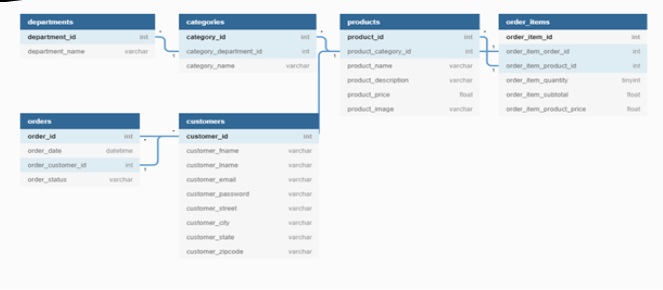 departments
department_id int
department_name varchar
categories
category_id int
category_department_id int
category_name varchar
products
product_id int
product_category_id int
product_name varchar
product_description varchar
product_price float
product_image varchar
order_items
order_item_id int
order_item_order_id int
order_item_product_id int
order_item_quantity tinyint
order_item_subtotal float
order_item_product_price float
orders
order_id int
order_date datetime
order_customer_id int
order_status varchar
customers
customer_id int
customer_fname varchar
customer_lname varchar
customer_email varchar
customer_password varchar
customer_street varchar
customer_city varchar
customer_state varchar
customer_zipcode varchar